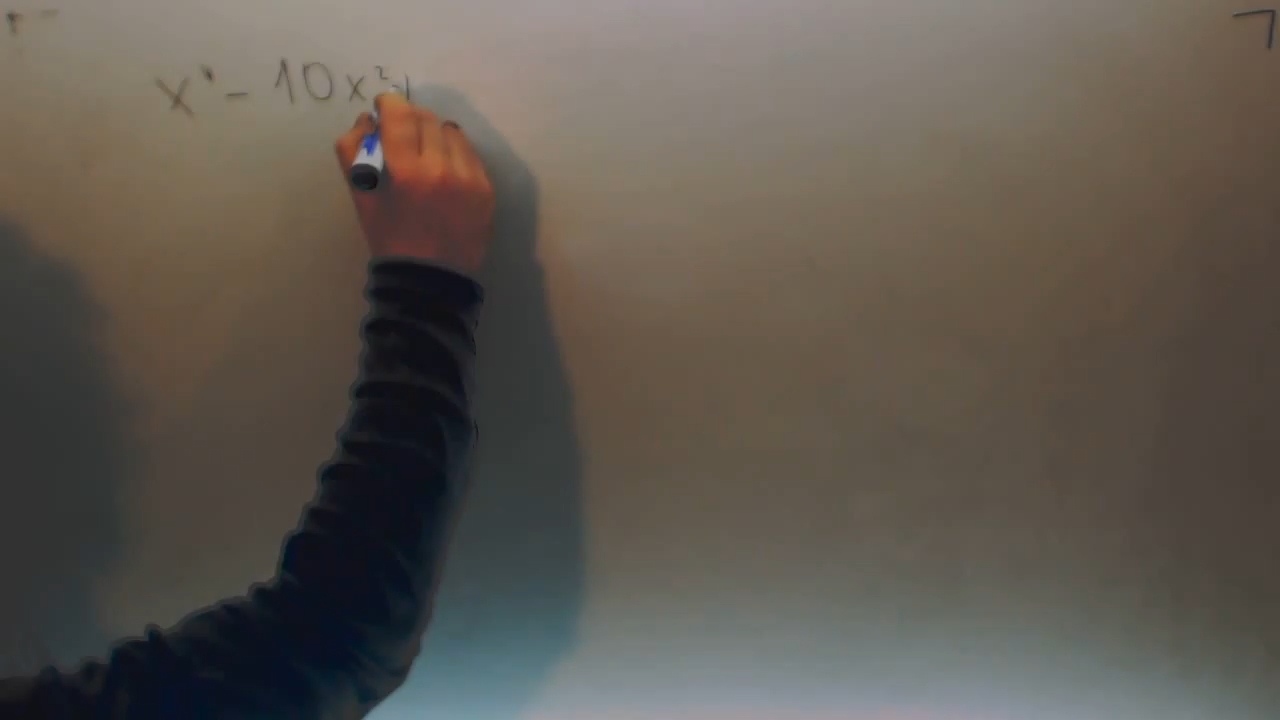 x⁴ - 10x² +